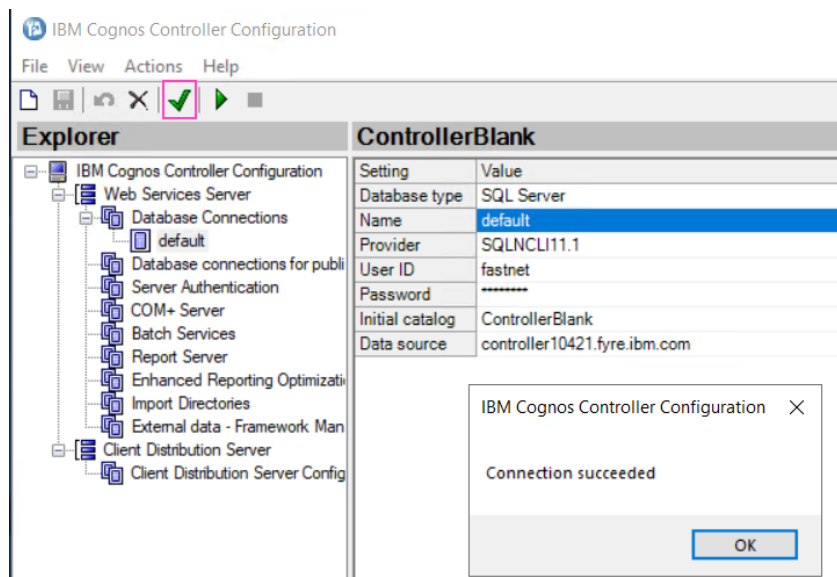 IBM Cognos Controller Configuration
File View Actions Help
Explorer
ControllerBlank
IBM Cognos Controller Configuration
Web Services Server
Database Connections
default
Database connections for publi
Server Authentication
COM+ Server
Batch Services
Report Server
Enhanced Reporting Optimizati
Import Directories
External data - Framework Man
Client Distribution Server
Client Distribution Server Config
Setting Value
Database type SQL Server
Name default
Provider SQLNCLI11.1
User ID fastnet
Password ********
Initial catalog ControllerBlank
Data source controller10421.fyre.ibm.com
IBM Cognos Controller Configuration
Connection succeeded
OK